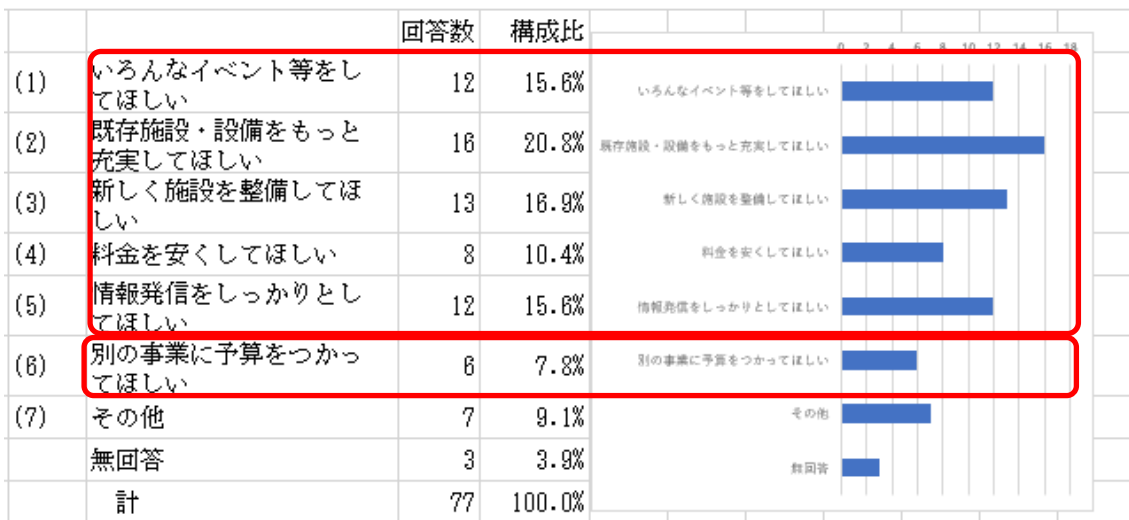 回答数 構成比
(1) いろんなイベント等をし
てほしい 12 15.6%
(2) 既存施設・設備をもっと
充実してほしい 16 20.8%
(3) 新しく施設を整備してほ
しい 13 16.9%
(4) 料金を安くしてほしい 8 10.4%
(5) 情報発信をしっかりとし
てほしい 12 15.6%
(6) 別の事業に予算をつかっ
てほしい 6 7.8%
(7) その他 7 9.1%
無回答 3 3.9%
計 77 100.0%
0 2 4 6 8 10 12 14 16 18
いろんなイベント等をしてほしい
既存施設・設備をもっと充実してほしい
新しく施設を整備してほしい
料金を安くしてほしい
情報発信をしっかりとしてほしい
別の事業に予算をつかってほしい
その他
無回答